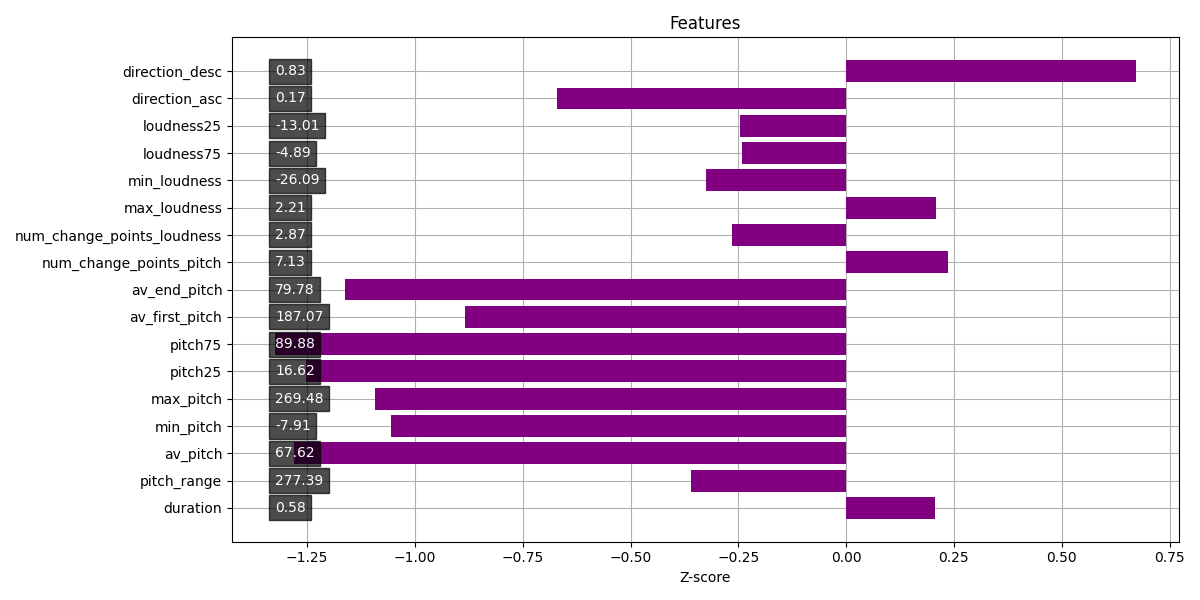 Features
direction_desc 0.83
direction_asc 0.17
loudness25 -13.01
loudness75 -4.89
min_loudness -26.09
max_loudness 2.21
num_change_points_loudness 2.87
num_change_points_pitch 7.13
av_end_pitch 79.78
av_first_pitch 187.07
pitch75 89.88
pitch25 16.62
max_pitch 269.48
min_pitch -7.91
av_pitch 67.62
pitch_range 277.39
duration 0.58
−1.25 −1.00 −0.75 −0.50 −0.25 0.00 0.25 0.50 0.75
Z-score